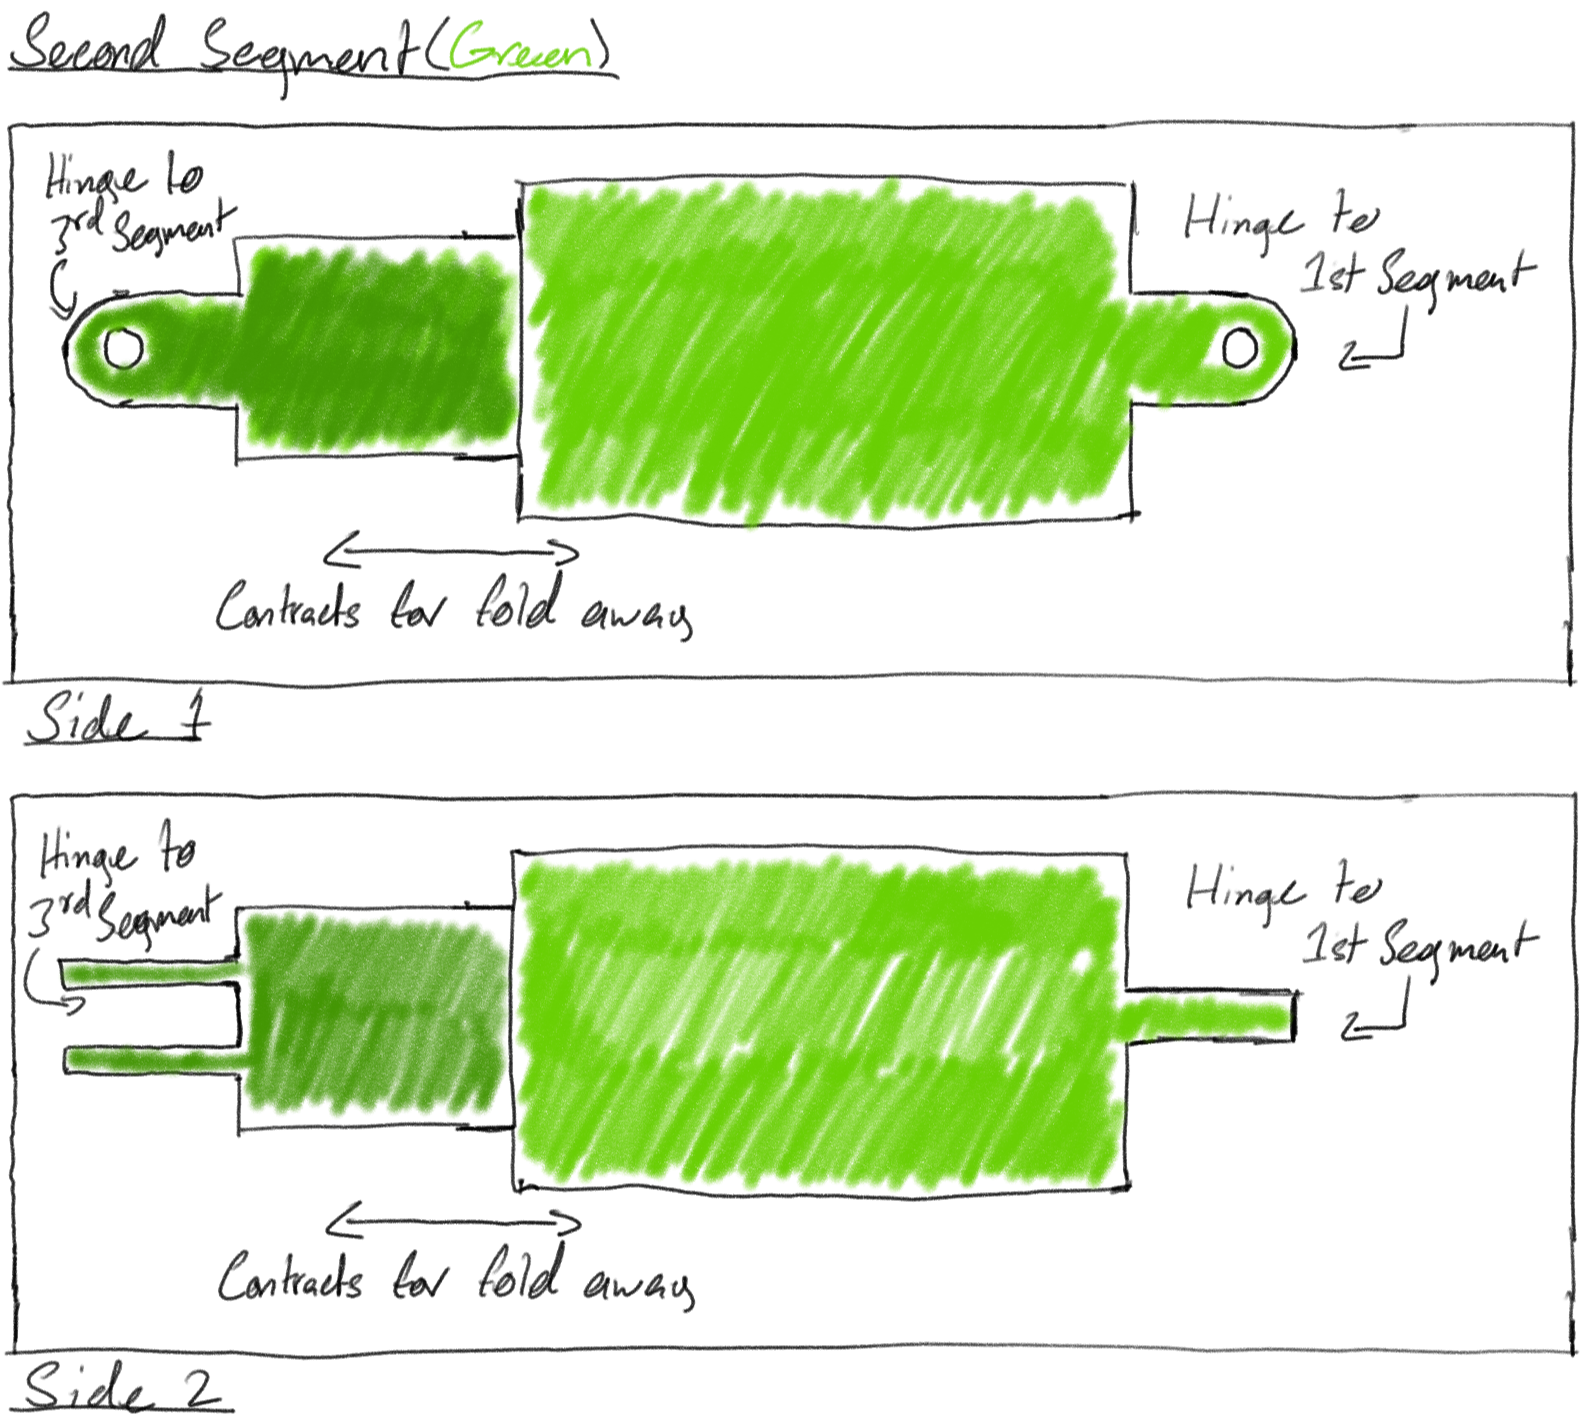 Second Segment (Green)
Hinge to
3rd Segment
Hinge to
1st Segment
Contracts for fold away
Side 1
Hinge to
3rd Segment
Hinge to
1st Segment
Contracts for fold away
Side 2